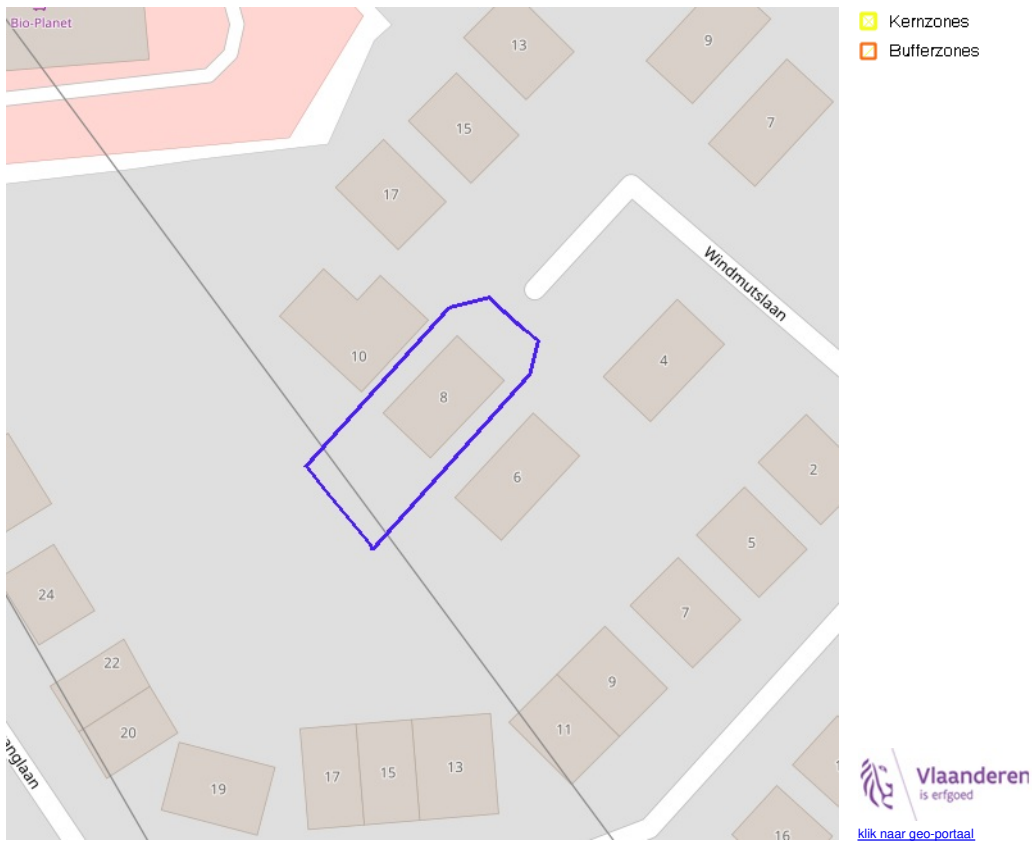 Bio-Planet
13
9
15
7
17
Windmutslaan
10
4
8
6
2
5
24
7
22
9
20
11
17
15
13
19
16
anglaan
Kernzones
Bufferzones
Vlaanderen
is erfgoed
klik naar geo-portaal